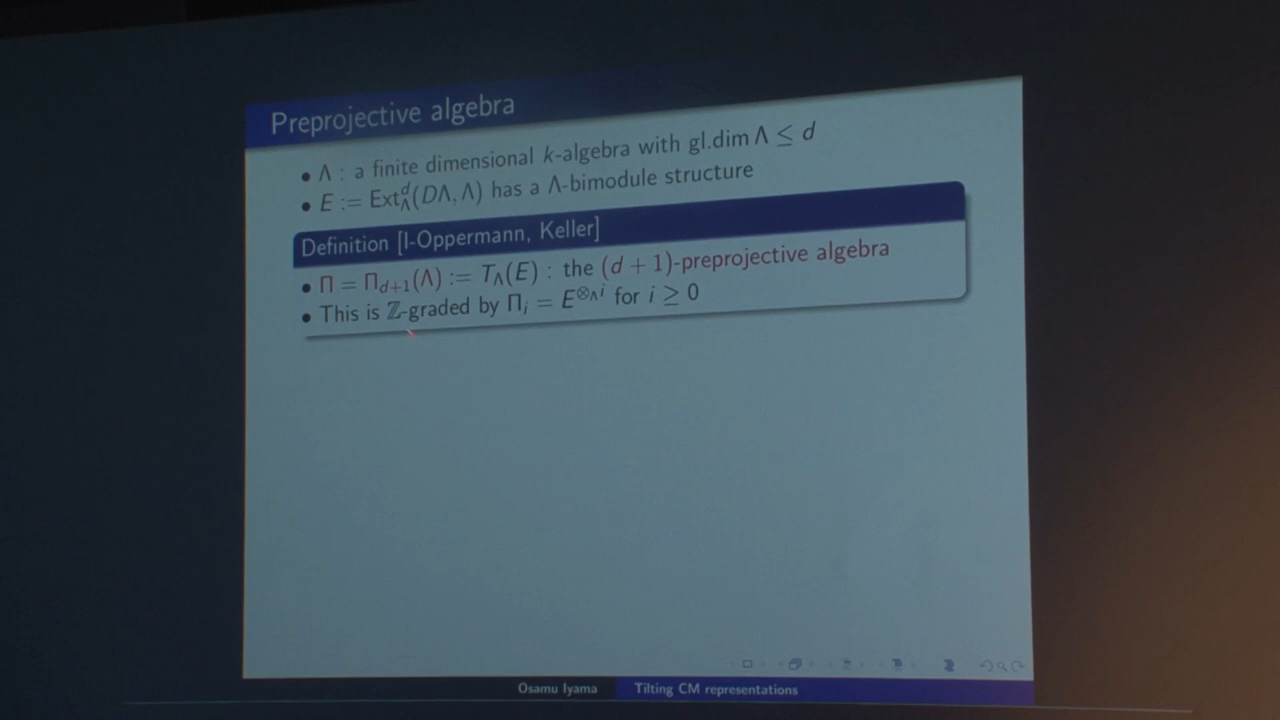 Preprojective algebra
• Λ : a finite dimensional k-algebra with gl.dim Λ ≤ d
• E := Ext^d_Λ(DΛ, Λ) has a Λ-bimodule structure
Definition [I-Oppermann, Keller]
• Π = Π_{d+1}(Λ) := T_Λ(E) : the (d + 1)-preprojective algebra
• This is ℤ-graded by Π_i = E^{⊗_Λ i} for i ≥ 0
Osamu Iyama Tilting CM representations